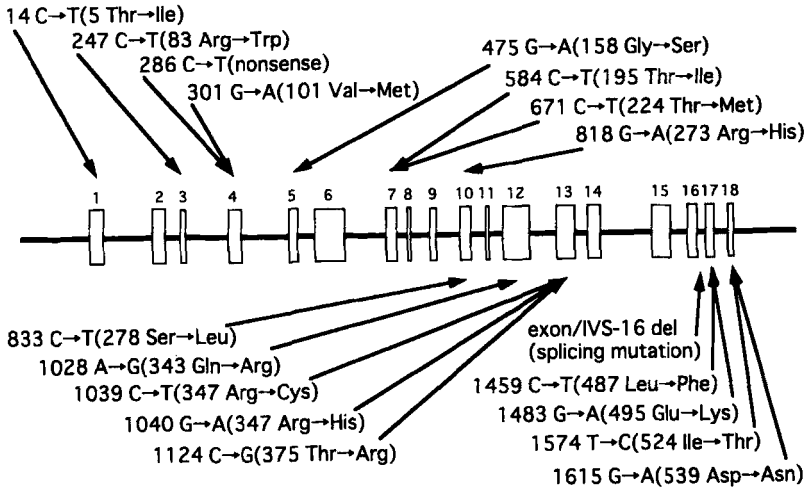 14 C→T(5 Thr→Ile)
247 C→T(83 Arg→Trp)
286 C→T(nonsense)
301 G→A(101 Val→Met)
475 G→A(158 Gly→Ser)
584 C→T(195 Thr→Ile)
671 C→T(224 Thr→Met)
818 G→A(273 Arg→His)
1 2 3 4 5 6 7 8 9 10 11 12 13 14 15 16 17 18
833 C→T(278 Ser→Leu)
1028 A→G(343 Gln→Arg)
1039 C→T(347 Arg→Cys)
1040 G→A(347 Arg→His)
1124 C→G(375 Thr→Arg)
exon/IVS-16 del
(splicing mutation)
1459 C→T(487 Leu→Phe)
1483 G→A(495 Glu→Lys)
1574 T→C(524 Ile→Thr)
1615 G→A(539 Asp→Asn)